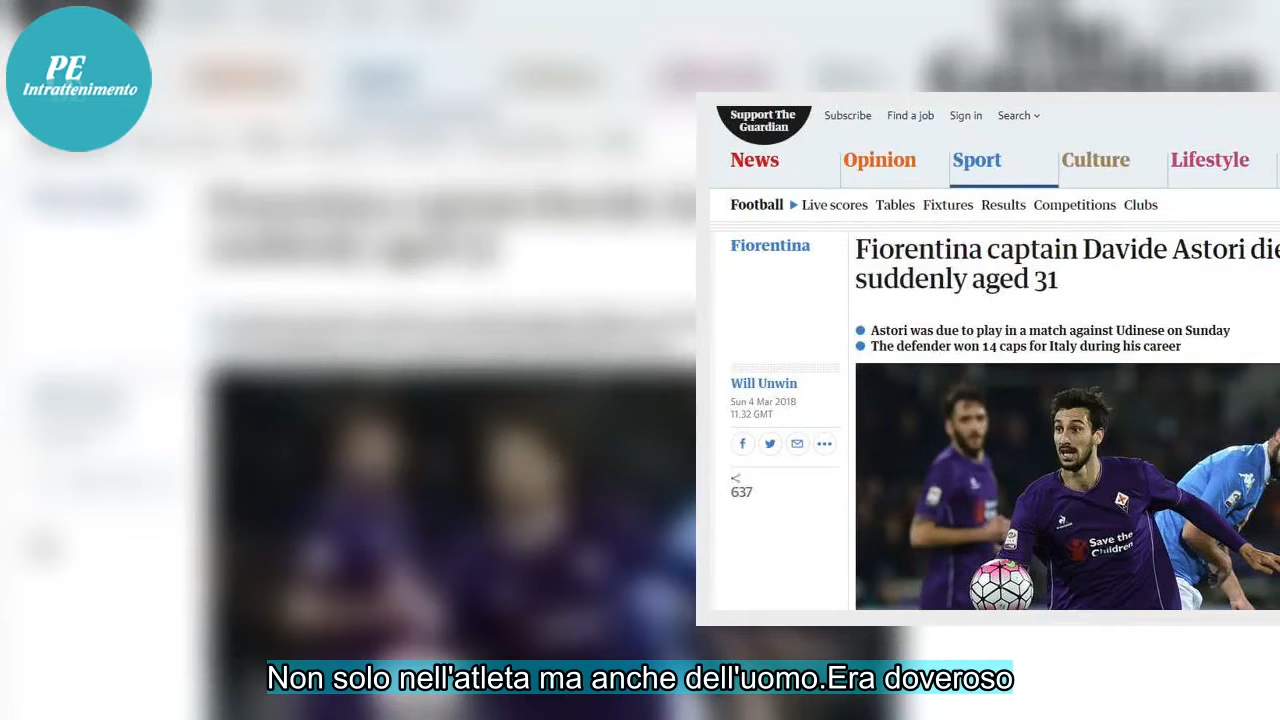 PE
Intrattenimento
Support The
Guardian
Subscribe Find a job Sign in Search
News Opinion Sport Culture Lifestyle
Football Live scores Tables Fixtures Results Competitions Clubs
Fiorentina
Fiorentina captain Davide Astori die
suddenly aged 31
Astori was due to play in a match against Udinese on Sunday
The defender won 14 caps for Italy during his career
Will Unwin
Sun 4 Mar 2018
11.32 GMT
637
Save the
Children
Non solo nell'atleta ma anche dell'uomo.Era doveroso